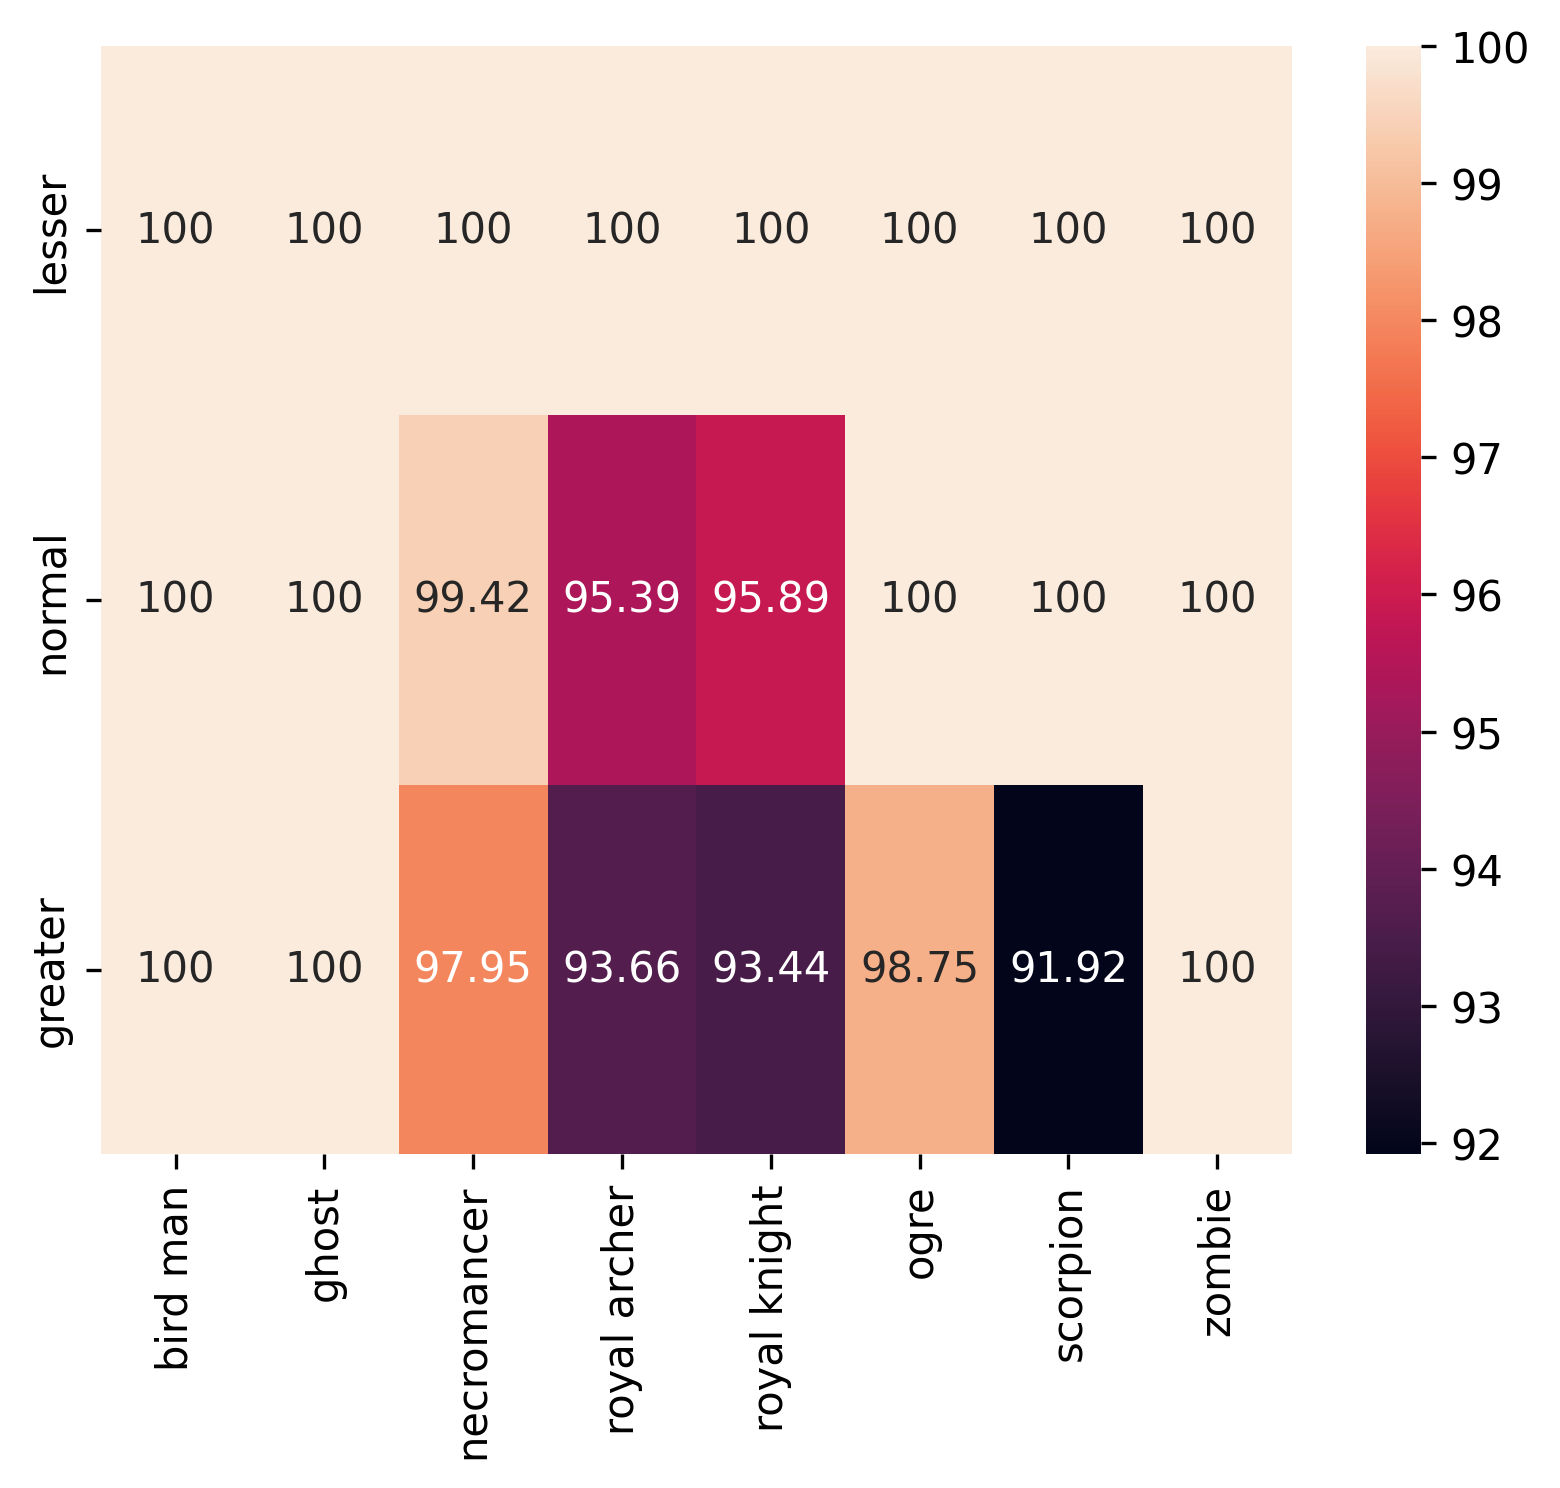 lesser 100 100 100 100 100 100 100 100
normal 100 100 99.42 95.39 95.89 100 100 100
greater 100 100 97.95 93.66 93.44 98.75 91.92 100
bird man ghost necromancer royal archer royal knight ogre scorpion zombie
100
99
98
97
96
95
94
93
92